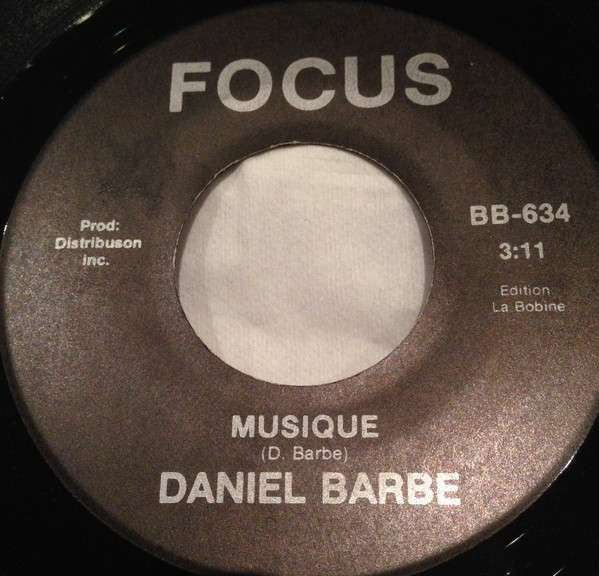 FOCUS
Prod:
Distribuson
Inc.
BB-634
3:11
Edition
La Bobine
MUSIQUE
(D. Barbe)
DANIEL BARBE